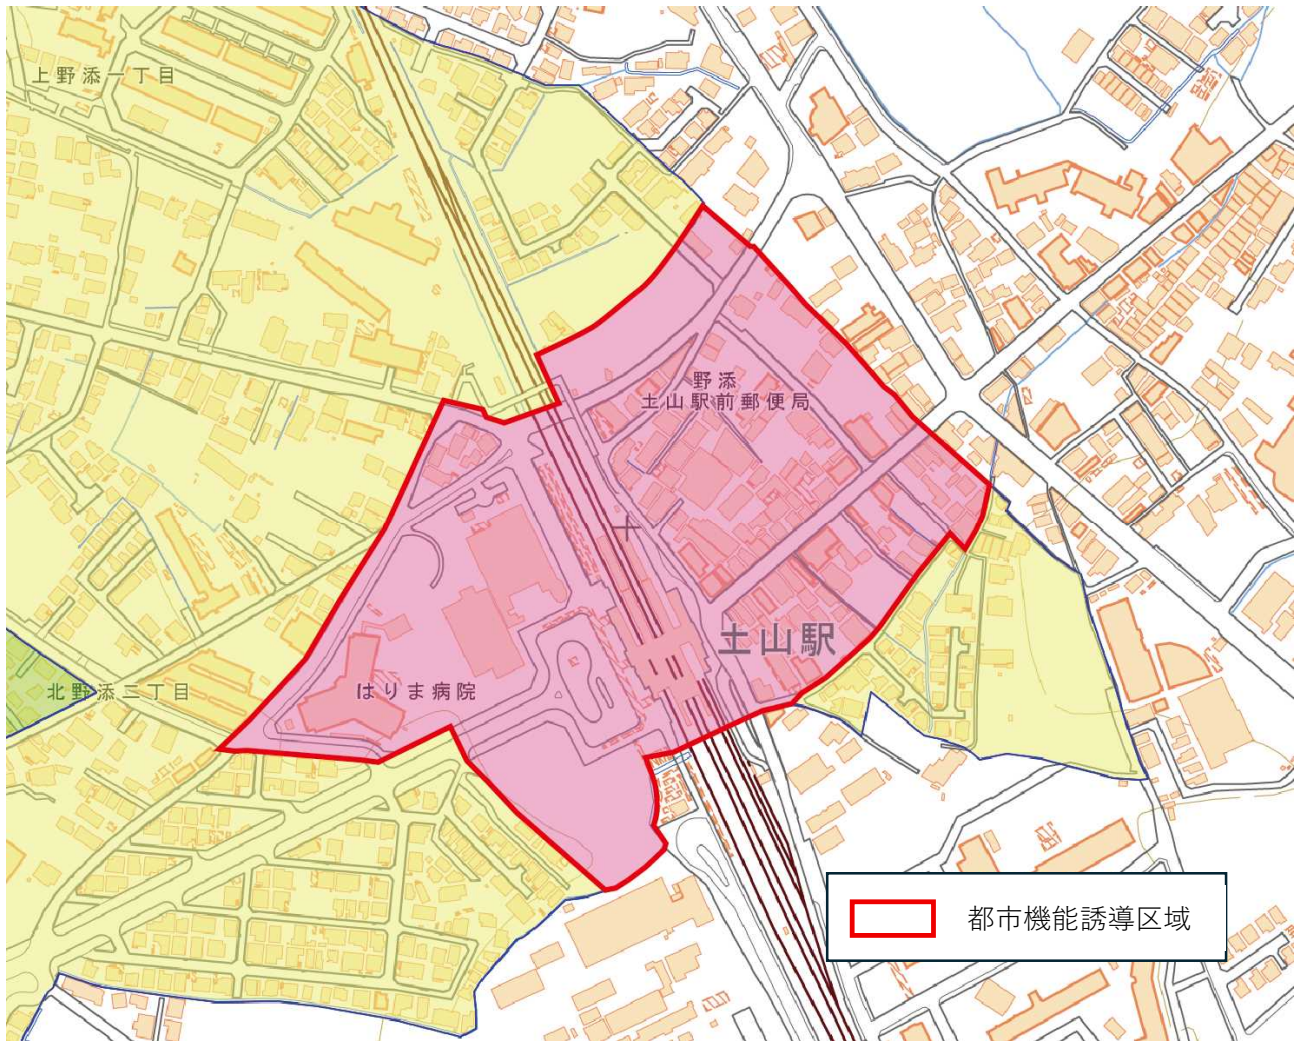 上野添一丁目
野添
土山駅前郵便局
土山駅
はりま病院
北野添二丁目
都市機能誘導区域